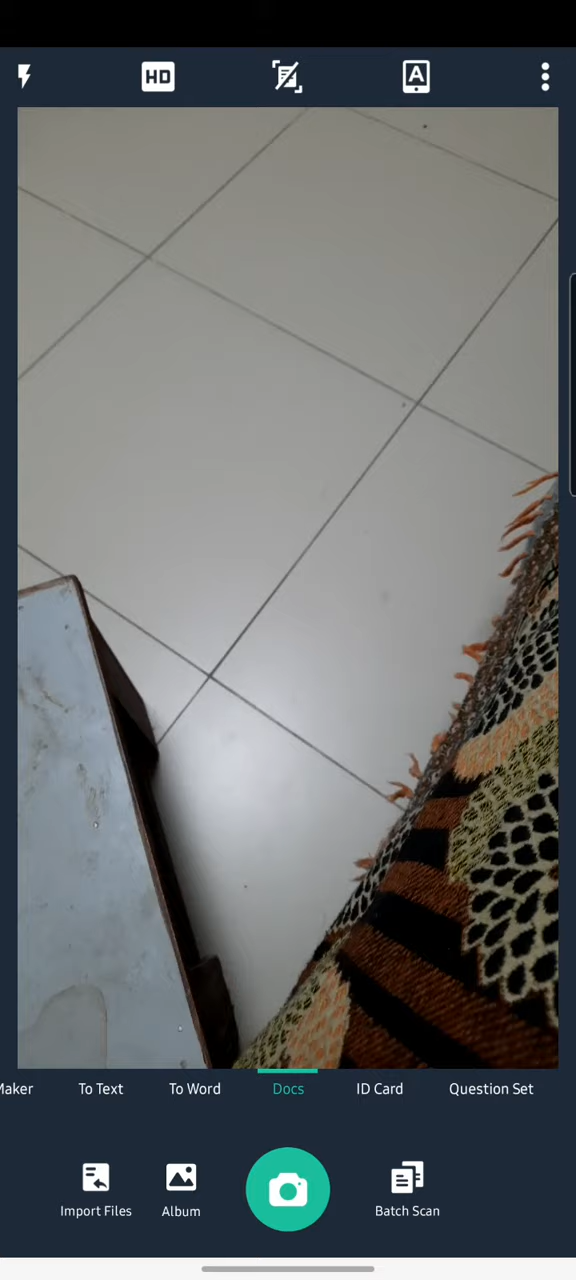 HD
A
Maker To Text To Word Docs ID Card Question Set
Import Files Album Batch Scan